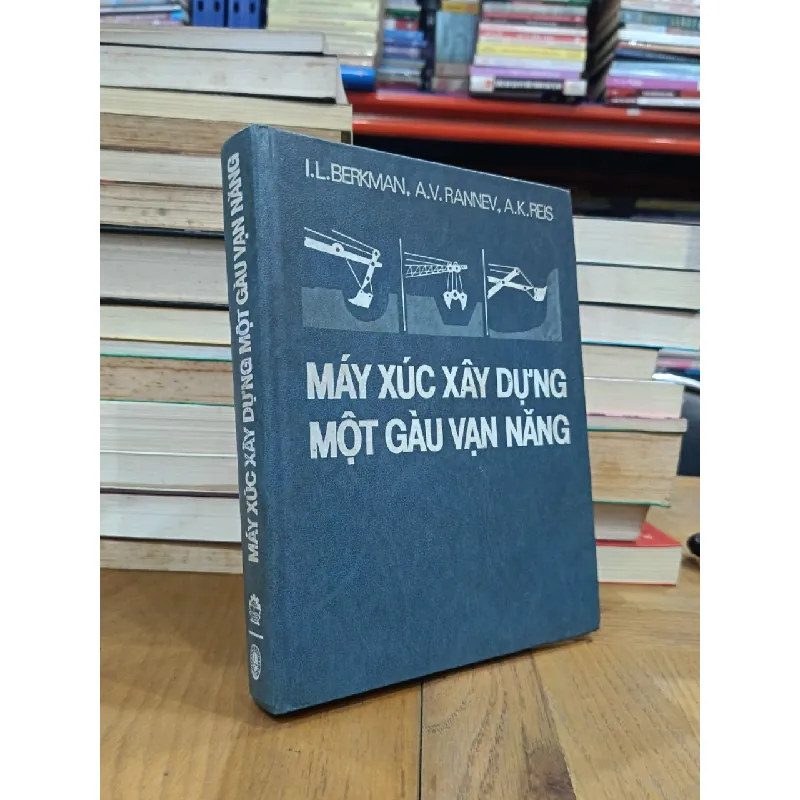 I.L.BERKMAN, A.V.RANNEV, A.K.REIS
MÁY XÚC XÂY DỰNG
MỘT GÀU VẠN NĂNG
MÁY XÚC XÂY DỰNG MỘT GÀU VẠN NĂNG